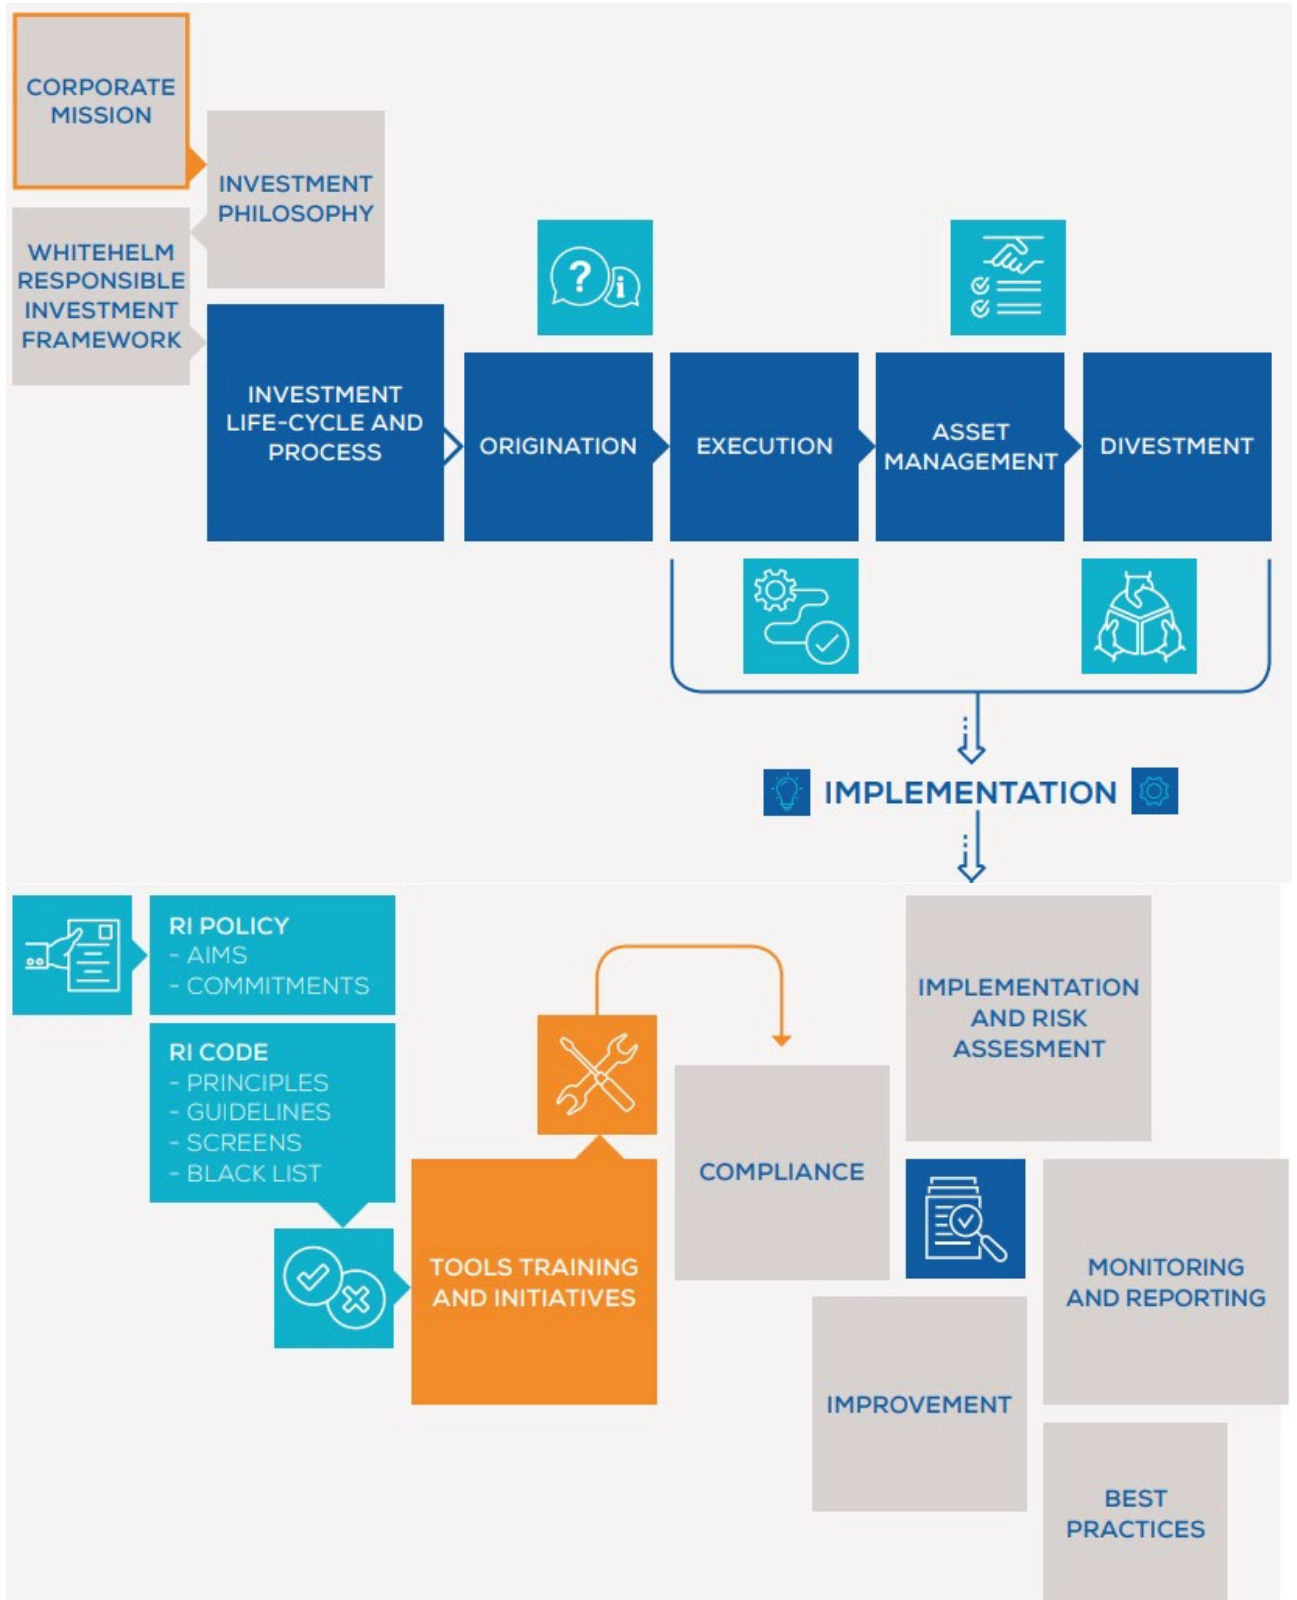 CORPORATE
MISSION
INVESTMENT
PHILOSOPHY
WHITEHELM
RESPONSIBLE
INVESTMENT
FRAMEWORK
INVESTMENT
LIFE-CYCLE AND
PROCESS
ORIGINATION
EXECUTION
ASSET
MANAGEMENT
DIVESTMENT
? i
IMPLEMENTATION
RI POLICY
- AIMS
- COMMITMENTS
RI CODE
- PRINCIPLES
- GUIDELINES
- SCREENS
- BLACK LIST
TOOLS TRAINING
AND INITIATIVES
COMPLIANCE
IMPLEMENTATION
AND RISK
ASSESMENT
MONITORING
AND REPORTING
IMPROVEMENT
BEST
PRACTICES